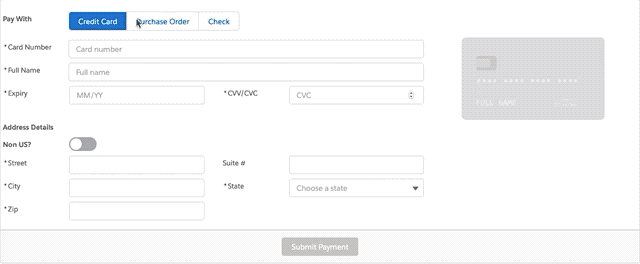 Pay With Credit Card Purchase Order Check
* Card Number Card number
* Full Name Full name
* Expiry MM/YY * CVV/CVC CVC
**** **** **** ****
FULL NAME
Address Details
Non US?
* Street Suite #
* City * State Choose a state
* Zip
Submit Payment